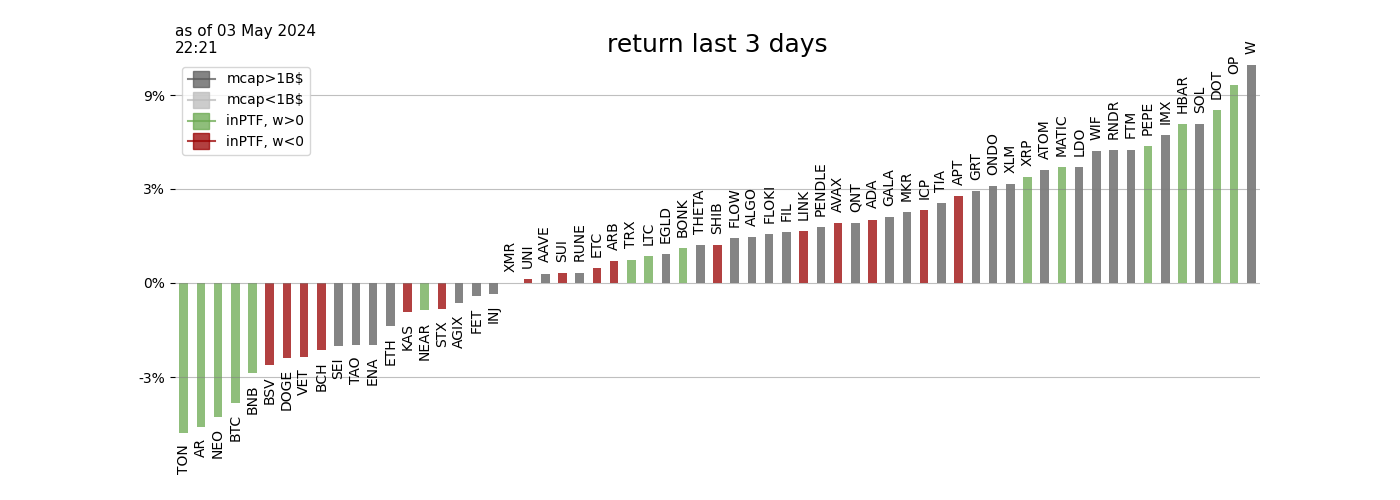 as of 03 May 2024
22:21
return last 3 days
mcap>1B$
mcap<1B$
inPTF, w>0
inPTF, w<0
9%
3%
0%
-3%
TON
AR
NEO
BTC
BNB
BSV
DOGE
VET
BCH
SEI
TAO
ENA
ETH
KAS
NEAR
STX
AGIX
FET
INJ
XMR
UNI
AAVE
SUI
RUNE
ETC
ARB
TRX
LTC
EGLD
BONK
THETA
SHIB
FLOW
ALGO
FLOKI
FIL
LINK
PENDLE
AVAX
QNT
ADA
GALA
MKR
ICP
TIA
APT
GRT
ONDO
XLM
XRP
ATOM
MATIC
LDO
WIF
RNDR
FTM
PEPE
IMX
HBAR
SOL
DOT
OP
W